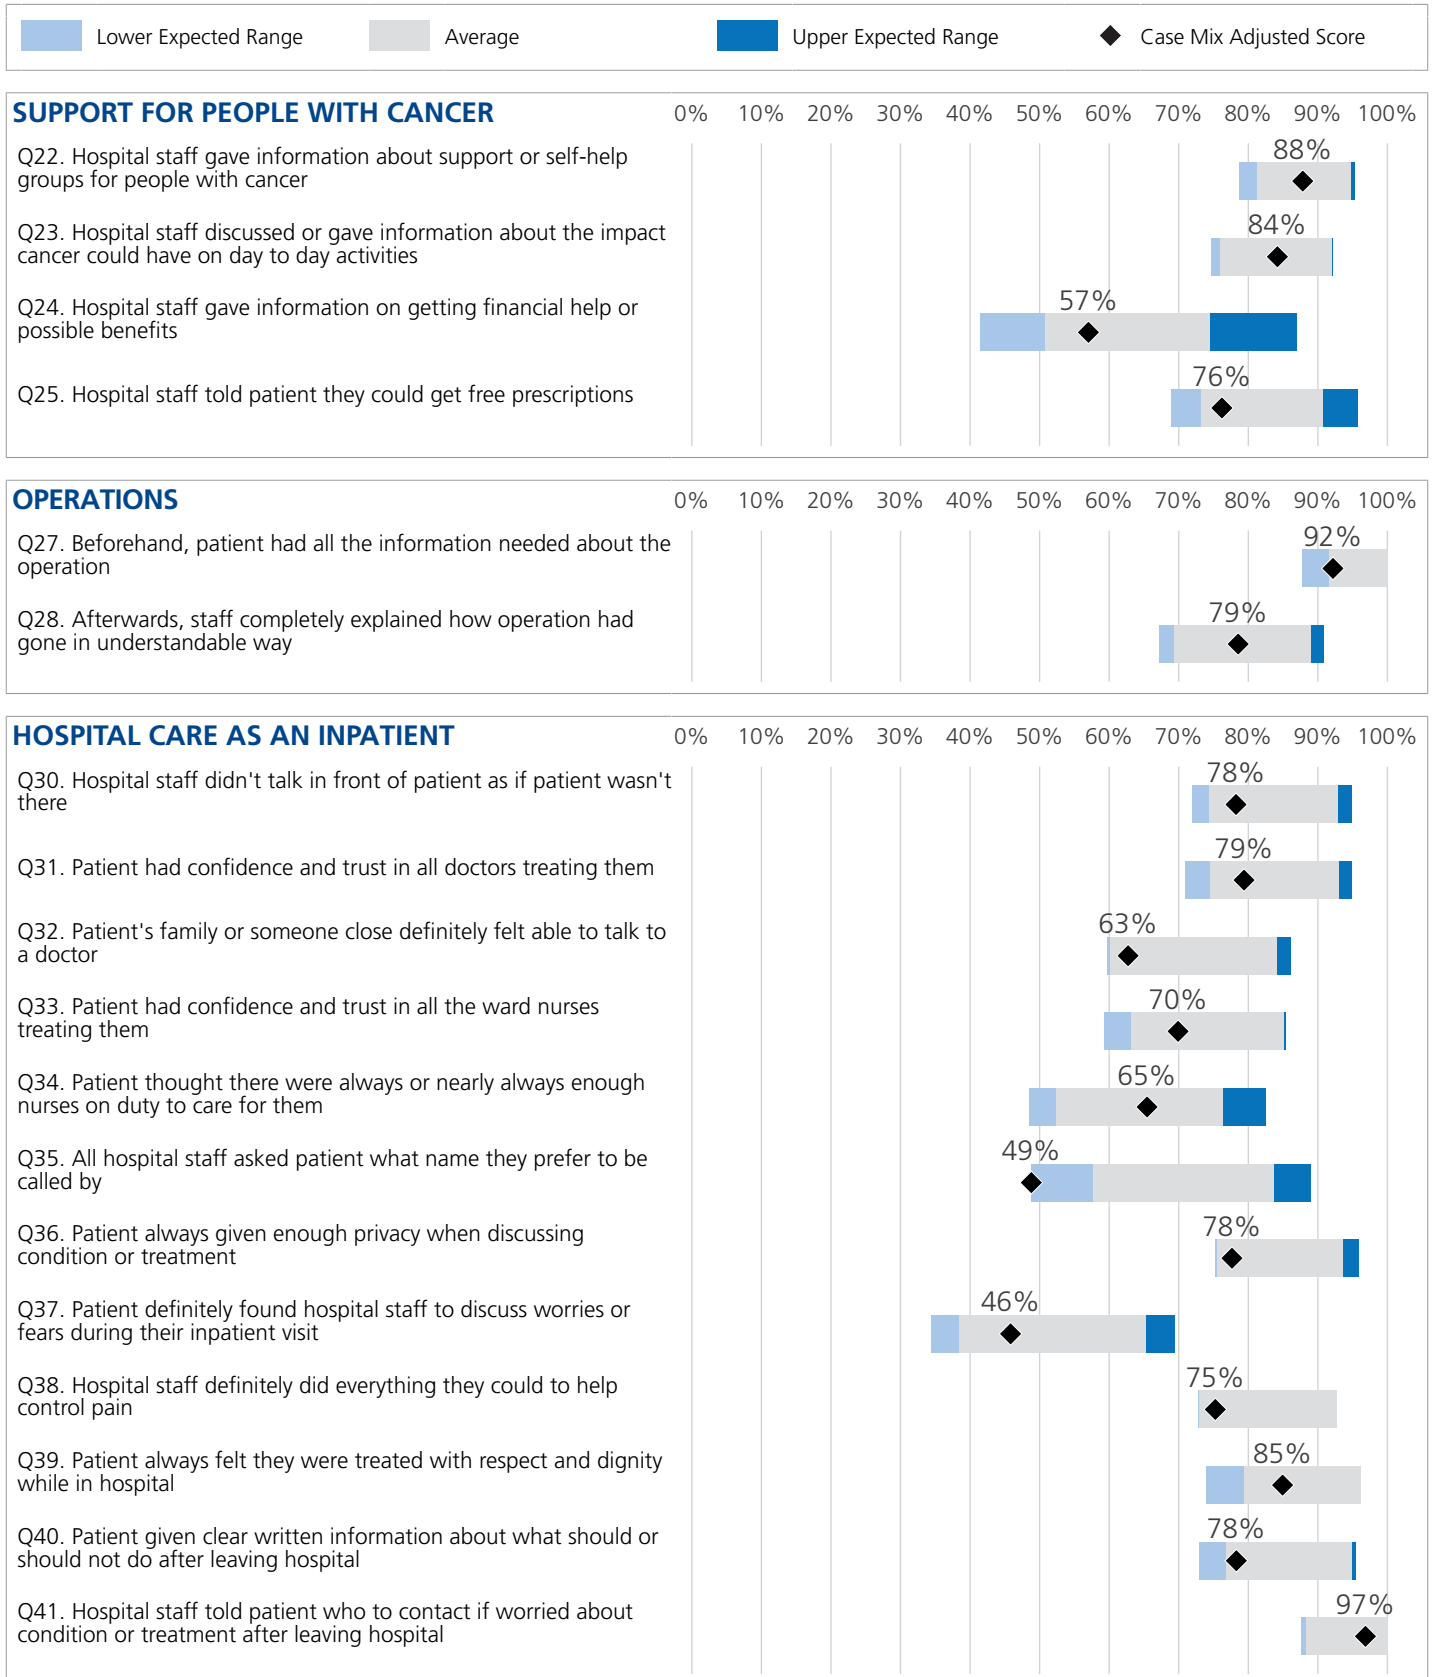 Lower Expected Range Average Upper Expected Range Case Mix Adjusted Score
SUPPORT FOR PEOPLE WITH CANCER 0% 10% 20% 30% 40% 50% 60% 70% 80% 90% 100%
Q22. Hospital staff gave information about support or self-help
groups for people with cancer
88%
Q23. Hospital staff discussed or gave information about the impact
cancer could have on day to day activities
84%
Q24. Hospital staff gave information on getting financial help or
possible benefits
57%
Q25. Hospital staff told patient they could get free prescriptions
76%
OPERATIONS 0% 10% 20% 30% 40% 50% 60% 70% 80% 90% 100%
Q27. Beforehand, patient had all the information needed about the
operation
92%
Q28. Afterwards, staff completely explained how operation had
gone in understandable way
79%
HOSPITAL CARE AS AN INPATIENT 0% 10% 20% 30% 40% 50% 60% 70% 80% 90% 100%
Q30. Hospital staff didn't talk in front of patient as if patient wasn't
there
78%
Q31. Patient had confidence and trust in all doctors treating them
79%
Q32. Patient's family or someone close definitely felt able to talk to
a doctor
63%
Q33. Patient had confidence and trust in all the ward nurses
treating them
70%
Q34. Patient thought there were always or nearly always enough
nurses on duty to care for them
65%
Q35. All hospital staff asked patient what name they prefer to be
called by
49%
Q36. Patient always given enough privacy when discussing
condition or treatment
78%
Q37. Patient definitely found hospital staff to discuss worries or
fears during their inpatient visit
46%
Q38. Hospital staff definitely did everything they could to help
control pain
75%
Q39. Patient always felt they were treated with respect and dignity
while in hospital
85%
Q40. Patient given clear written information about what should or
should not do after leaving hospital
78%
Q41. Hospital staff told patient who to contact if worried about
condition or treatment after leaving hospital
97%